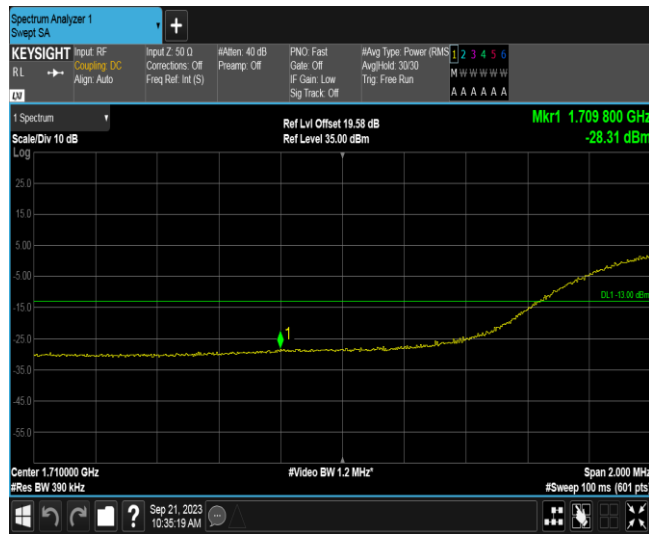 Spectrum Analyzer 1
Swept SA
KEYSIGHT
RL
LXI
Input: RF
Coupling: DC
Align: Auto
Input Z: 50 Ω
Corrections: Off
Freq Ref: Int (S)
#Atten: 40 dB
Preamp: Off
PNO: Fast
Gate: Off
IF Gain: Low
Sig Track: Off
#Avg Type: Power (RMS
Avg|Hold: 30/30
Trig: Free Run
1 2 3 4 5 6
M W W W W W
A A A A A A
1 Spectrum
Scale/Div 10 dB
Log
Ref Lvl Offset 19.58 dB
Ref Level 35.00 dBm
Mkr1 1.709 800 GHz
-28.31 dBm
25.0
15.0
5.00
-5.00
-15.0
-25.0
-35.0
-45.0
-55.0
1
DL1 -13.00 dBm
Center 1.710000 GHz
#Res BW 390 kHz
#Video BW 1.2 MHz*
Span 2.000 MHz
#Sweep 100 ms (601 pts
?
Sep 21, 2023
10:35:19 AM